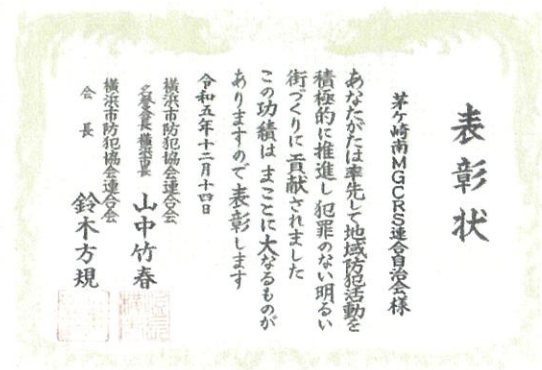 表彰状
茅ケ崎南MGCRS連合自治会様
あなたがたは率先して地域防犯活動を
積極的に推進し犯罪のない明るい
街づくりに貢献されました
この功績はまことに大なるものが
ありますので表彰します
令和五年十二月十四日
横浜市防犯協会連合会
名誉会長 横浜市長 山中竹春
横浜市防犯協会連合会
会長 鈴木方規